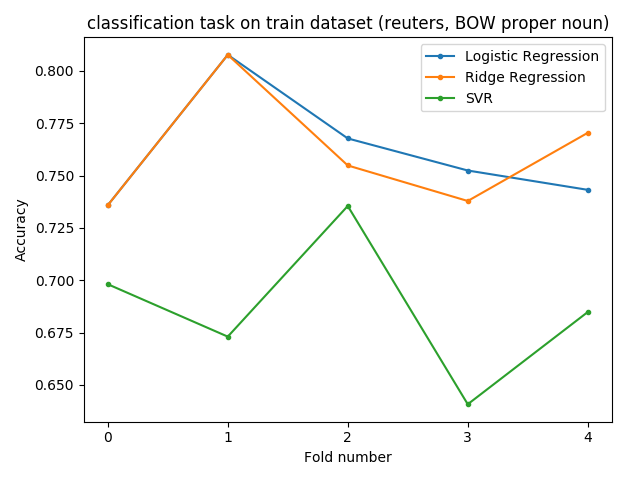 classification task on train dataset (reuters, BOW proper noun)
Logistic Regression
Ridge Regression
SVR
Accuracy
0.800
0.775
0.750
0.725
0.700
0.675
0.650
0 1 2 3 4
Fold number